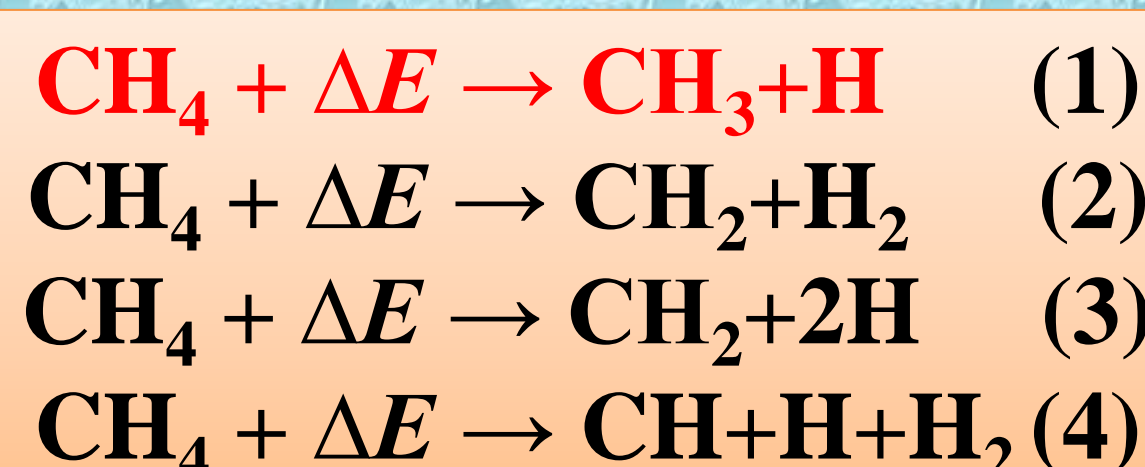 CH₄ + ΔE → CH₃+H (1)
CH₄ + ΔE → CH₂+H₂ (2)
CH₄ + ΔE → CH₂+2H (3)
CH₄ + ΔE → CH+H+H₂ (4)